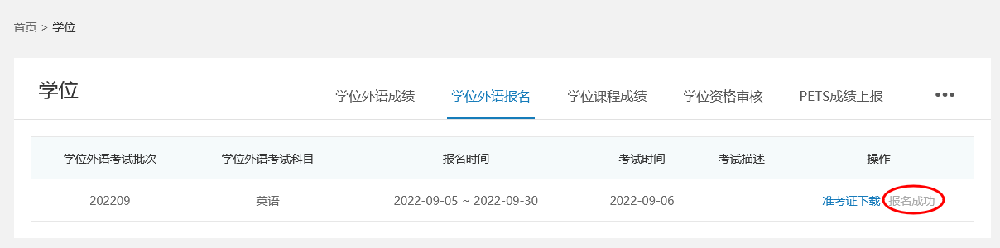 首页 > 学位
学位 学位外语成绩 学位外语报名 学位课程成绩 学位资格审核 PETS成绩上报 •••
学位外语考试批次 学位外语考试科目 报名时间 考试时间 考试描述 操作
202209 英语 2022-09-05 ~ 2022-09-30 2022-09-06 准考证下载 报名成功